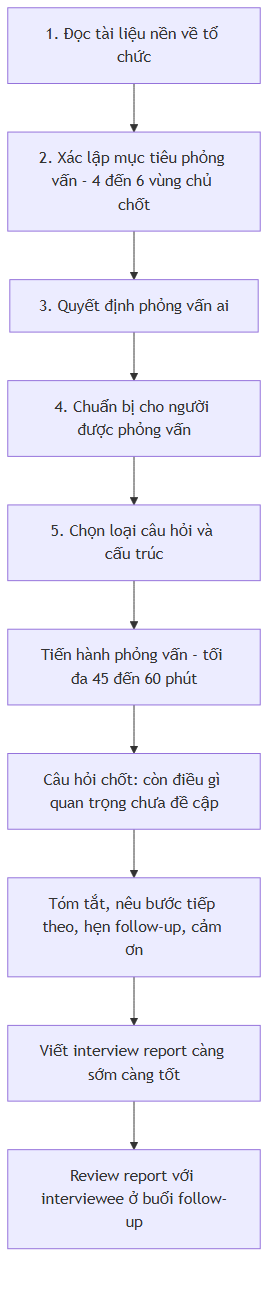 1. Đọc tài liệu nền về tổ
chức
2. Xác lập mục tiêu phỏng
vấn - 4 đến 6 vùng chủ
chốt
3. Quyết định phỏng vấn ai
4. Chuẩn bị cho người
được phỏng vấn
5. Chọn loại câu hỏi và
cấu trúc
Tiến hành phỏng vấn - tối
đa 45 đến 60 phút
Câu hỏi chốt: còn điều gì
quan trọng chưa đề cập
Tóm tắt, nêu bước tiếp
theo, hẹn follow-up, cảm
ơn
Viết interview report càng
sớm càng tốt
Review report với
interviewee ở buổi follow-
up